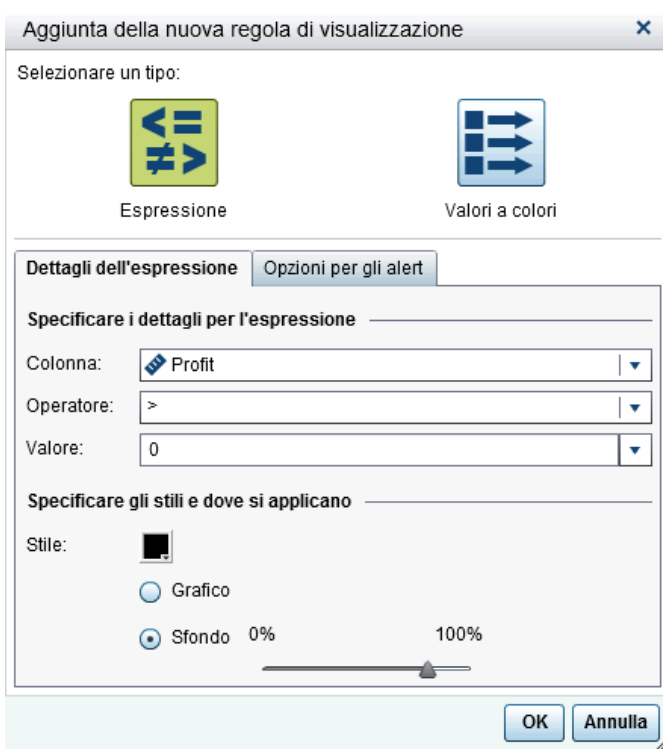 Aggiunta della nuova regola di visualizzazione
Selezionare un tipo:
Espressione
Valori a colori
Dettagli dell'espressione
Opzioni per gli alert
Specificare i dettagli per l'espressione
Colonna: Profit
Operatore: >
Valore: 0
Specificare gli stili e dove si applicano
Stile:
Grafico
Sfondo 0% 100%
OK Annulla